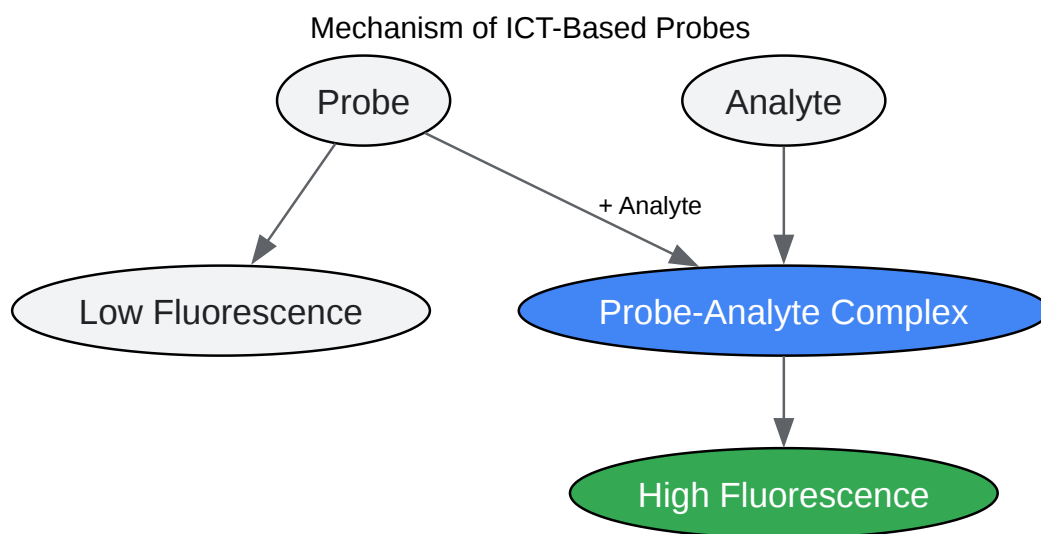 Mechanism of ICT-Based Probes
Probe
Analyte
+ Analyte
Low Fluorescence
Probe-Analyte Complex
High Fluorescence